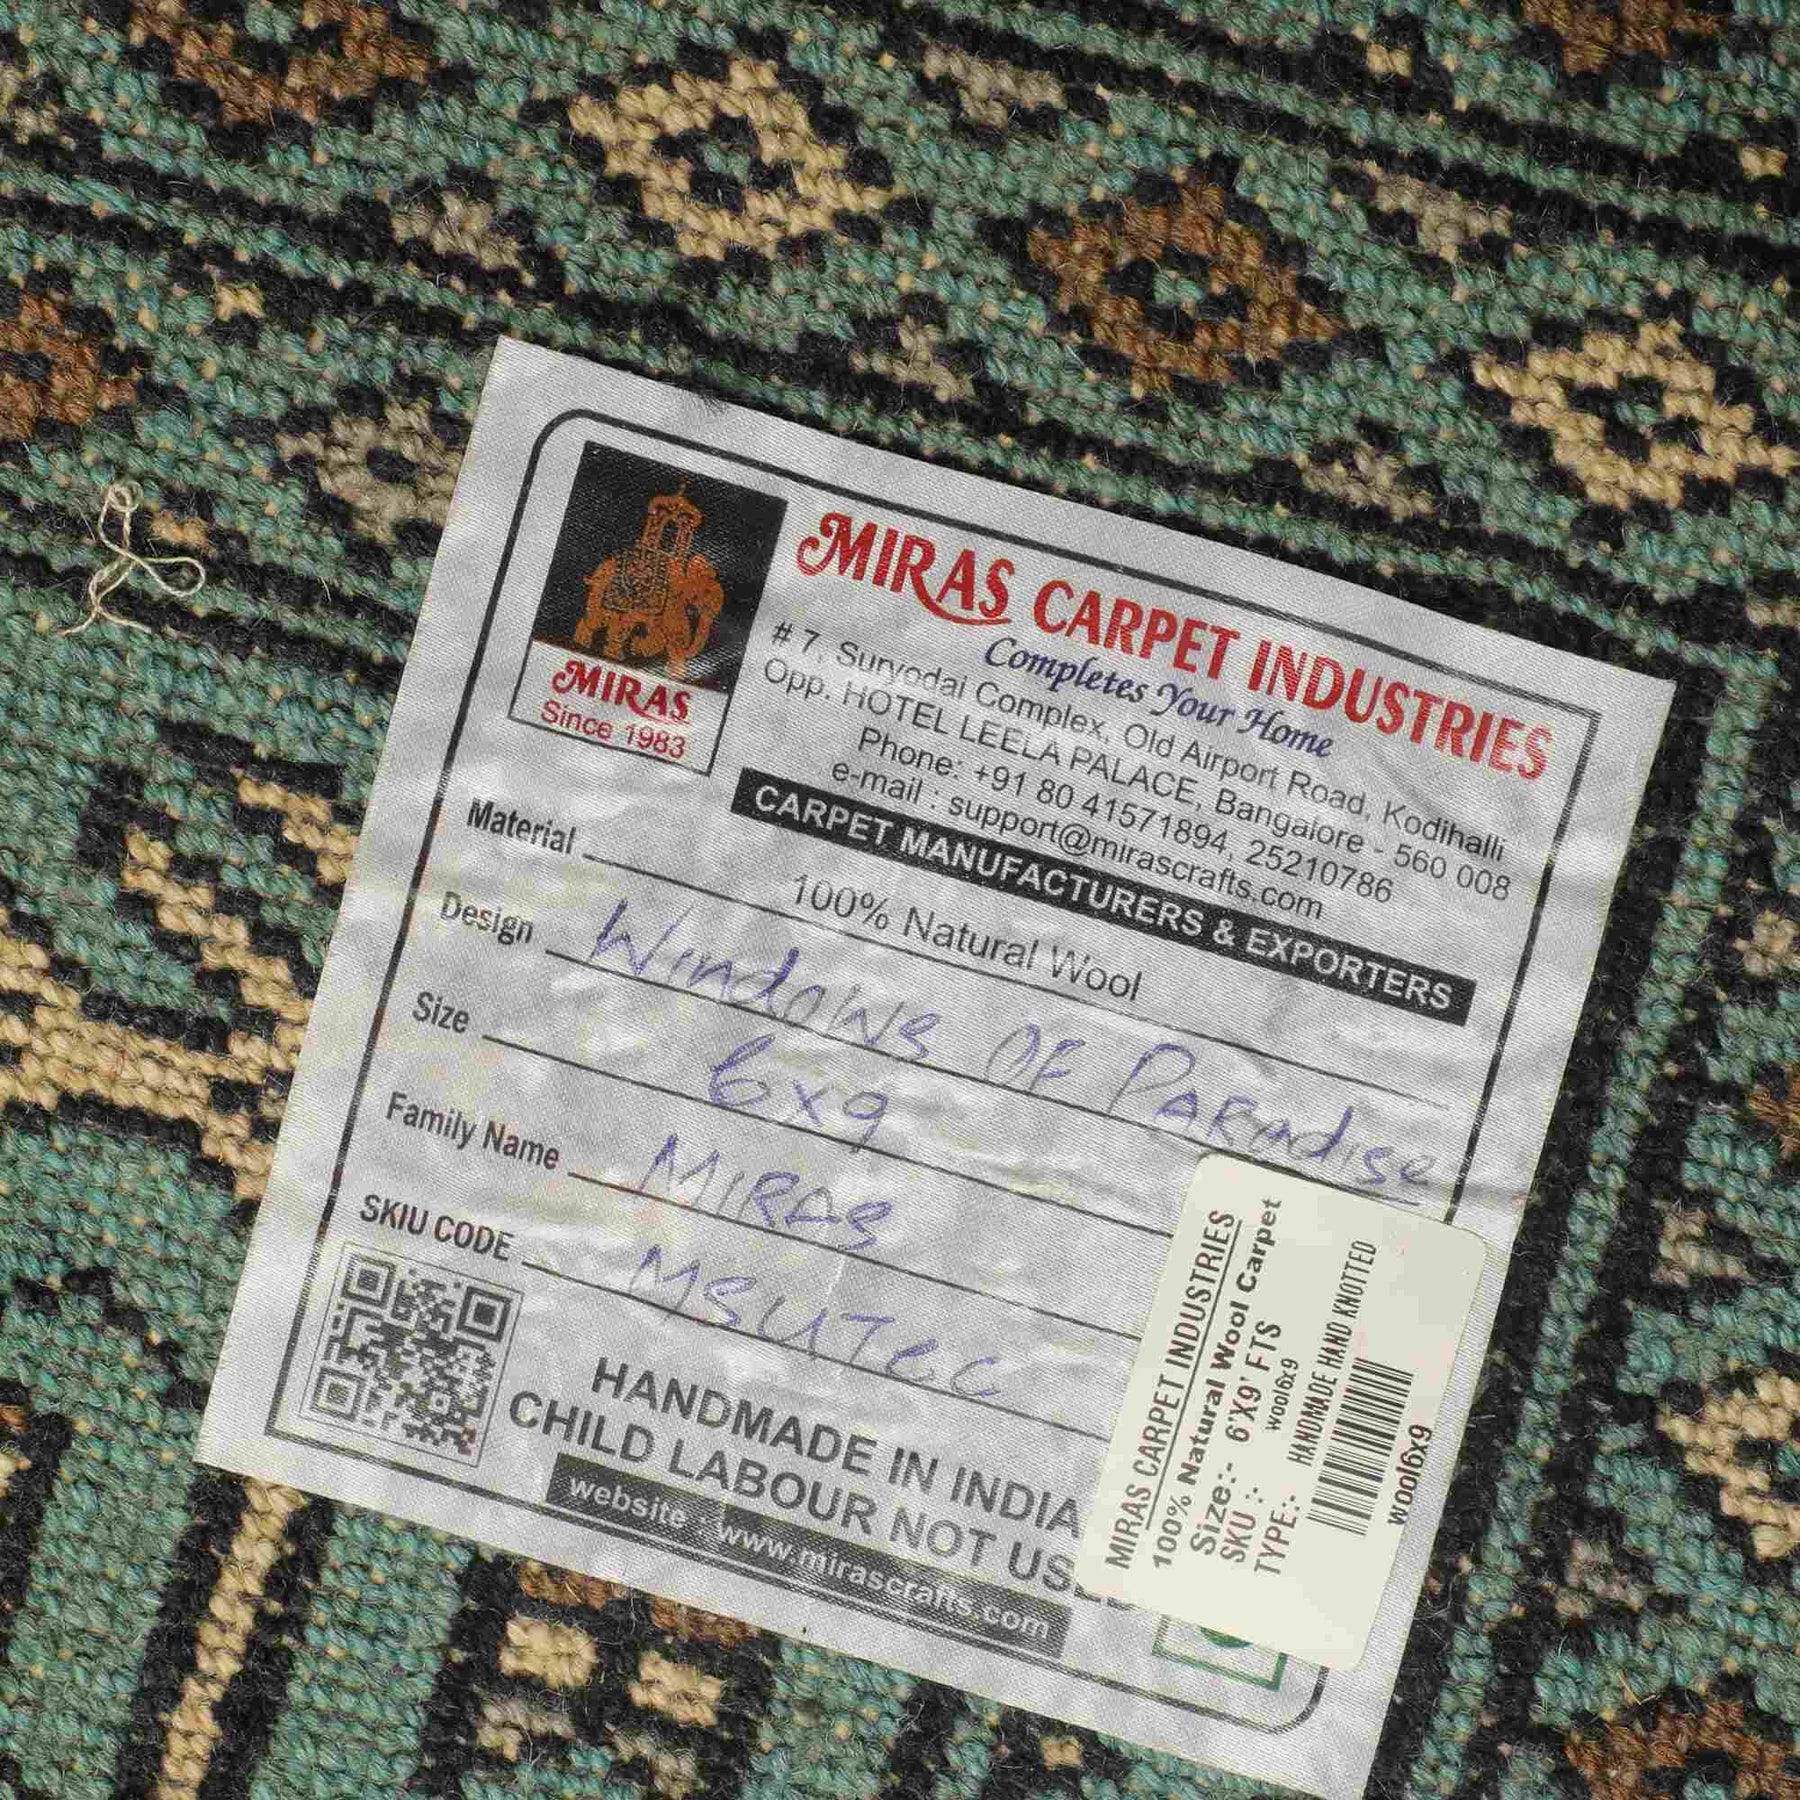 MIRAS
Since 1983
MIRAS CARPET INDUSTRIES
Completes Your Home
# 7, Suryodal Complex, Old Airport Road, Kodihalli
Opp. HOTEL LEELA PALACE, Bangalore - 560 008
Phone: +91 80 41571894, 25210786
e-mail : support@mirascrafts.com
CARPET MANUFACTURERS & EXPORTERS
Material 100% Natural Wool
Design Windows OF Paradise
Size 6x9
Family Name MIRAS
SKIU CODE
HANDMADE IN INDIA
CHILD LABOUR NOT
website : www.mirascrafts.com
MIRAS CARPET INDUSTRIES
100% Natural Wool Carpet
Size:- 6'X9' FTS
SKU :- wool6x9
TYPE:- HANDMADE HAND KNOTTED
wool6x9